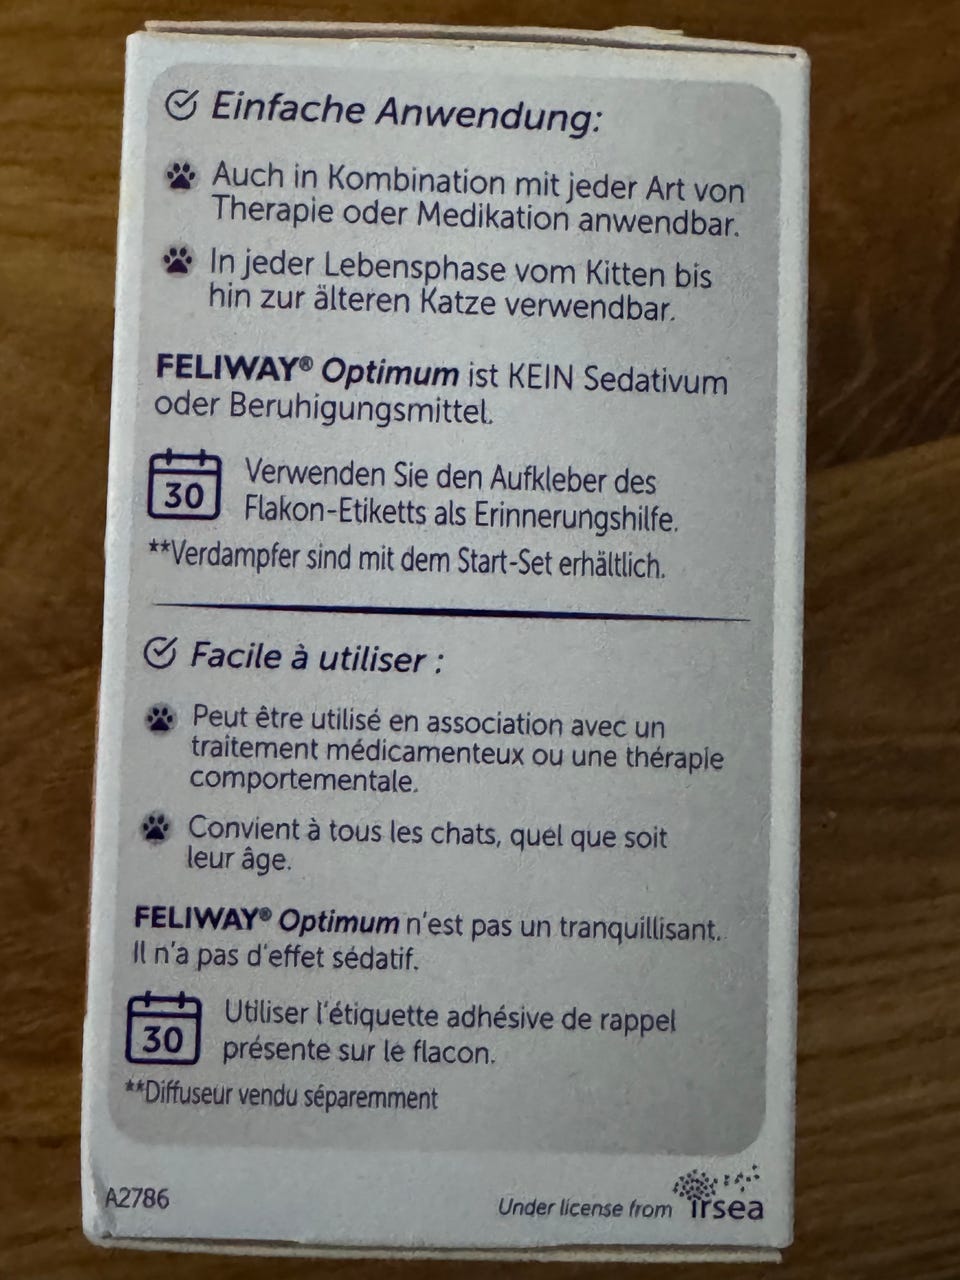 Einfache Anwendung:
Auch in Kombination mit jeder Art von
Therapie oder Medikation anwendbar.
In jeder Lebensphase vom Kitten bis
hin zur älteren Katze verwendbar.
FELIWAY® Optimum ist KEIN Sedativum
oder Beruhigungsmittel.
30
Verwenden Sie den Aufkleber des
Flakon-Etiketts als Erinnerungshilfe.
**Verdampfer sind mit dem Start-Set erhältlich.
Facile à utiliser :
Peut être utilisé en association avec un
traitement médicamenteux ou une thérapie
comportementale.
Convient à tous les chats, quel que soit
leur âge.
FELIWAY® Optimum n'est pas un tranquillisant.
Il n'a pas d'effet sédatif.
30
Utiliser l'étiquette adhésive de rappel
présente sur le flacon.
**Diffuseur vendu séparemment
A2786
Under license from irsea